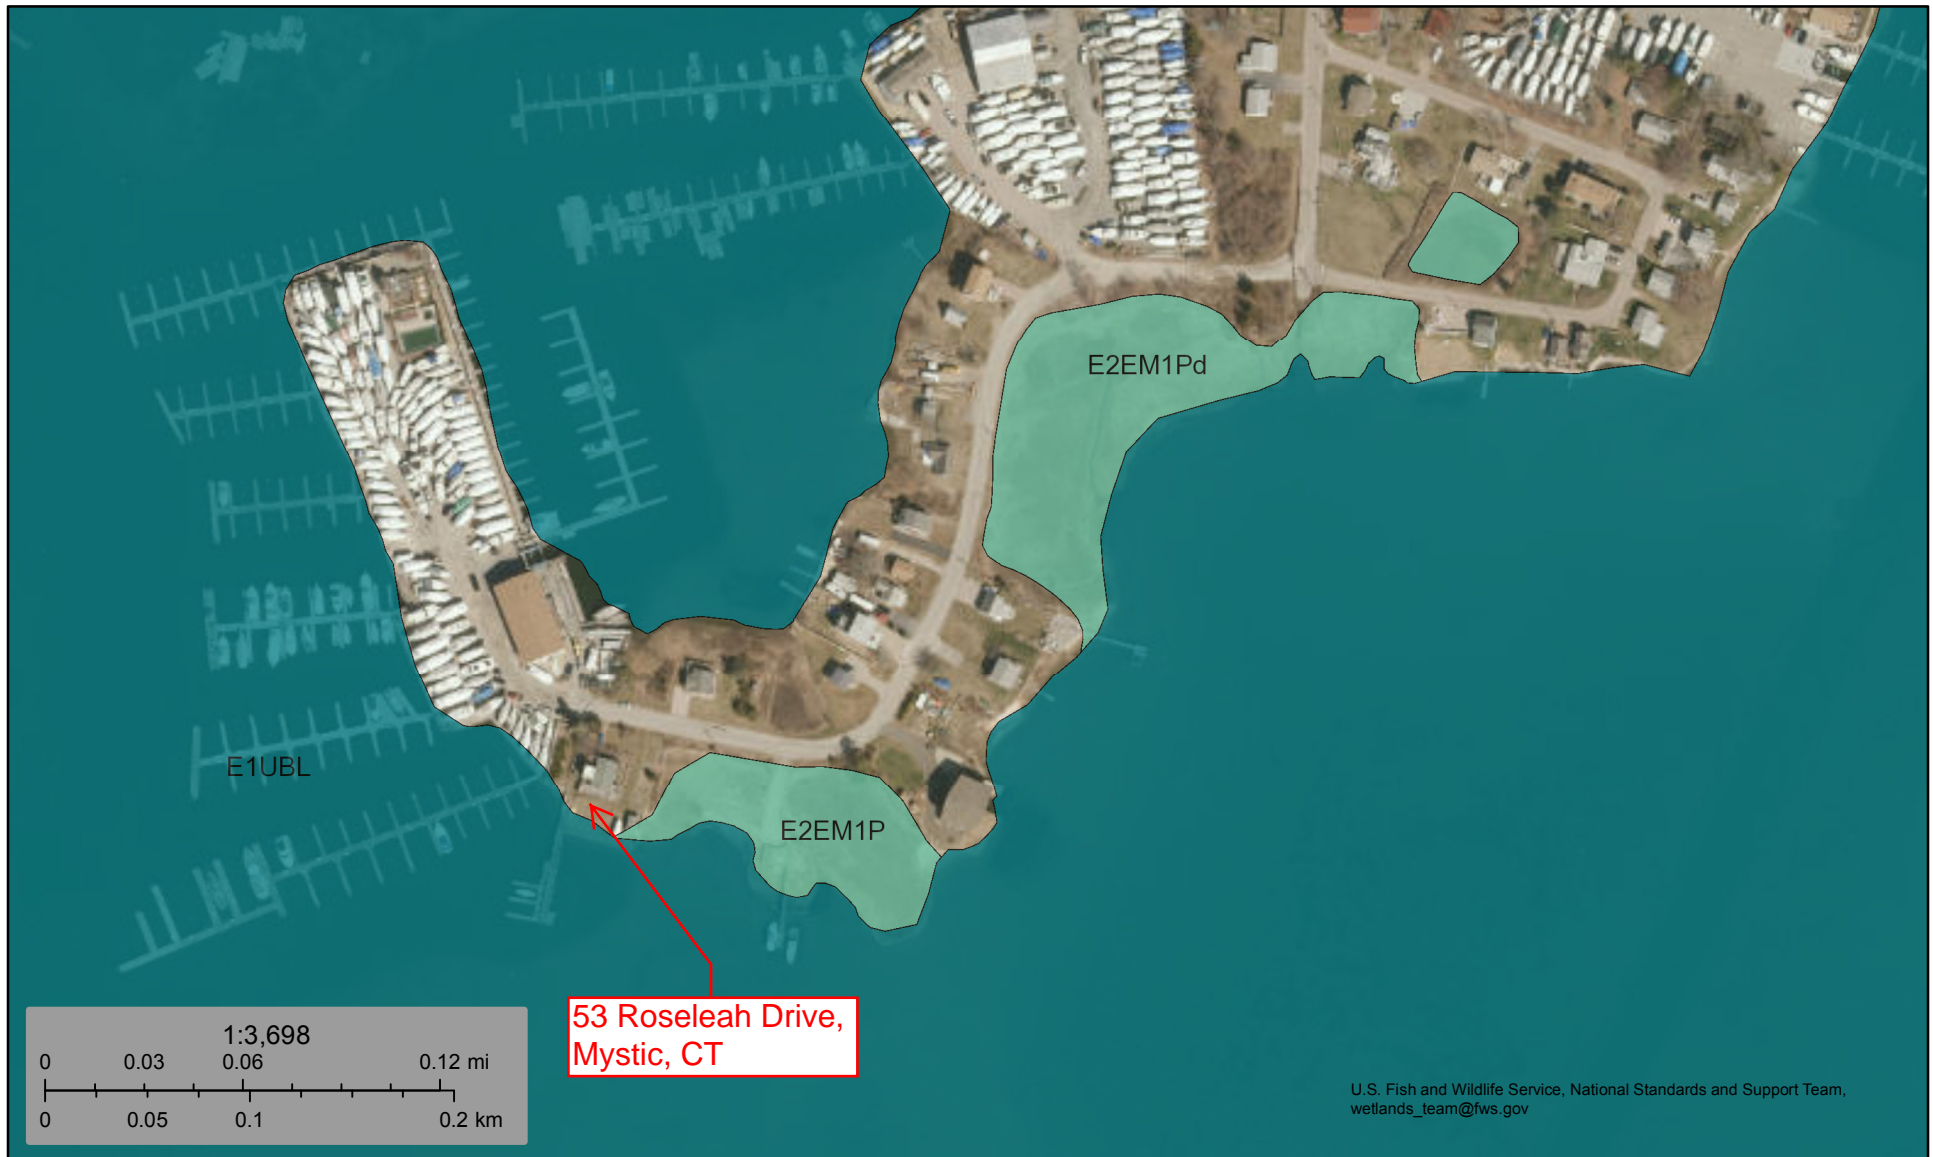 E2EM1Pd
E1UBL
E2EM1P
53 Roseleah Drive,
Mystic, CT
1:3,698
0 0.03 0.06 0.12 mi
0 0.05 0.1 0.2 km
U.S. Fish and Wildlife Service, National Standards and Support Team,
wetlands_team@fws.gov